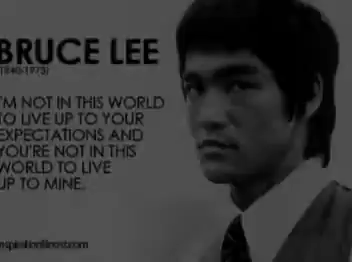 BRUCE LEE
(1940-1973)
I'M NOT IN THIS WORLD
TO LIVE UP TO YOUR
EXPECTATIONS AND
YOU'RE NOT IN THIS
WORLD TO LIVE
UP TO MINE.